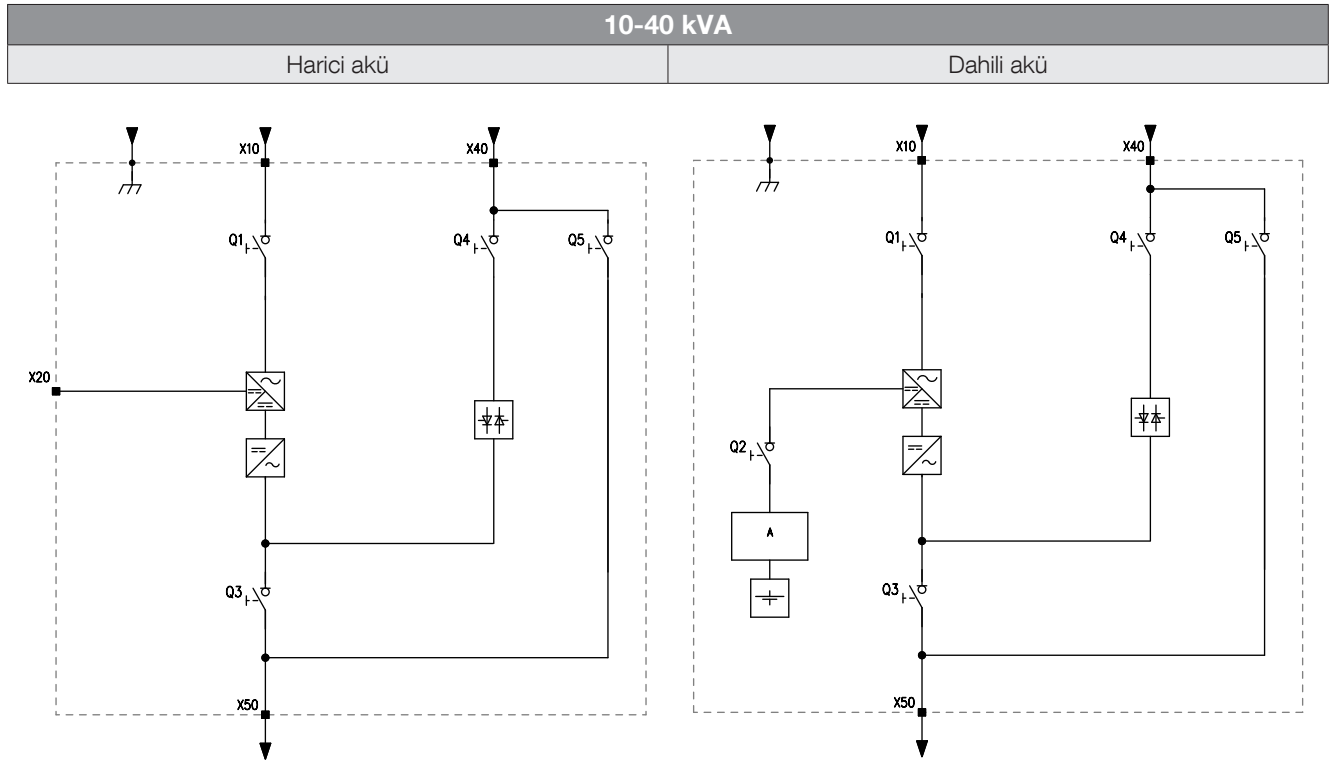 10-40 kVA
Harici akü
Dahili akü
X10
X40
Q1
Q4
Q5
X20
Q3
X50
X10
X40
Q1
Q4
Q5
Q2
A
Q3
X50